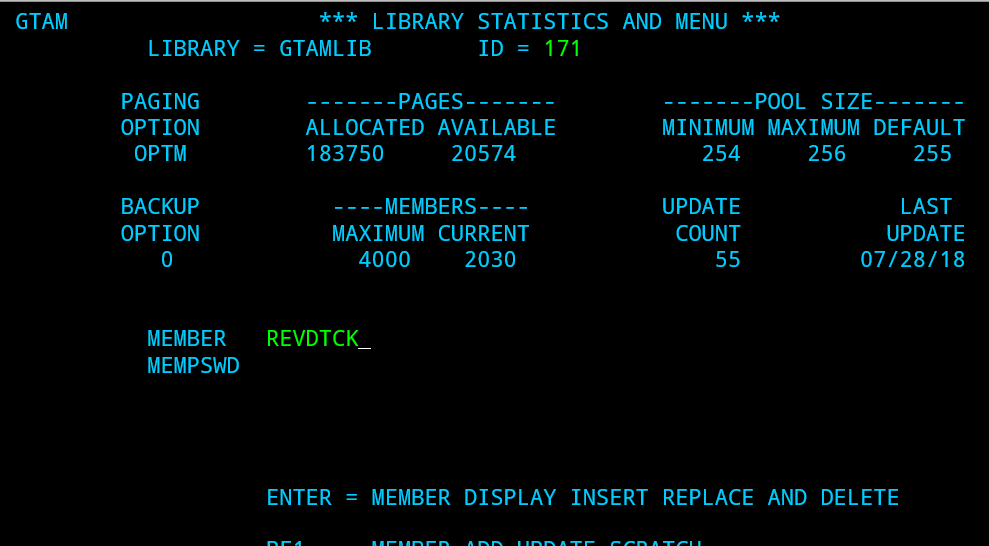 GTAM *** LIBRARY STATISTICS AND MENU ***
LIBRARY = GTAMLIB ID = 171
PAGING -------PAGES------- -------POOL SIZE-------
OPTION ALLOCATED AVAILABLE MINIMUM MAXIMUM DEFAULT
OPTM 183750 20574 254 256 255
BACKUP ----MEMBERS---- UPDATE LAST
OPTION MAXIMUM CURRENT COUNT UPDATE
0 4000 2030 55 07/28/18
MEMBER REVDTCK_
MEMPSWD
ENTER = MEMBER DISPLAY INSERT REPLACE AND DELETE
MEMBER ADD UPDATE SCRATCH